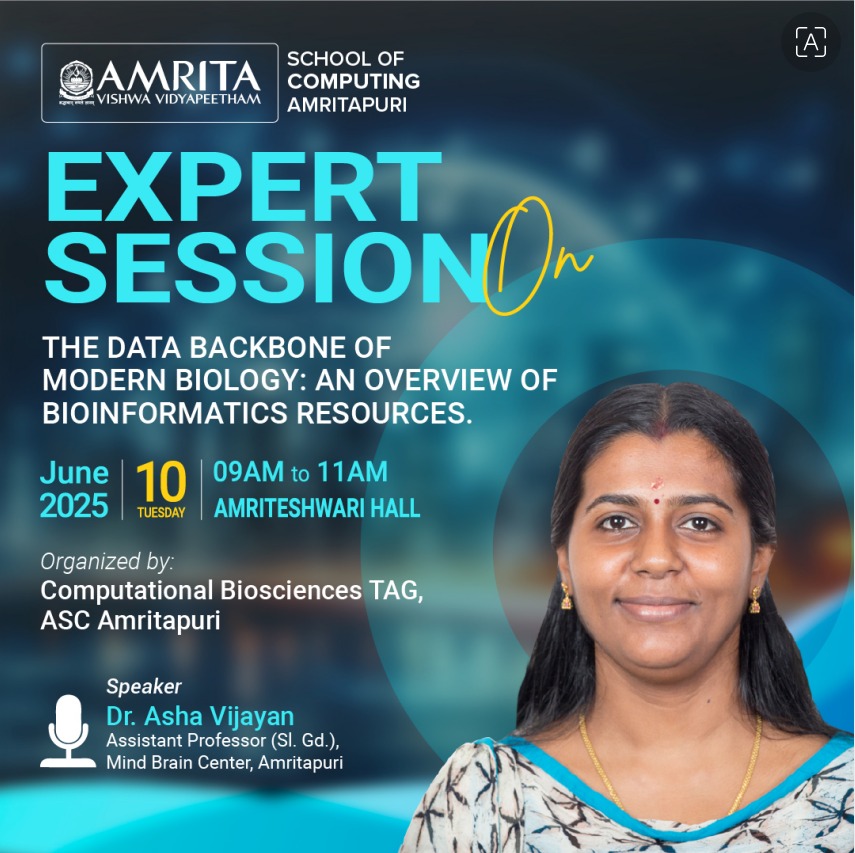 AMRITA
VISHWA VIDYAPEETHAM
SCHOOL OF
COMPUTING
AMRITAPURI
EXPERT
SESSION On
THE DATA BACKBONE OF
MODERN BIOLOGY: AN OVERVIEW OF
BIOINFORMATICS RESOURCES.
June
2025
10
TUESDAY
09AM to 11AM
AMRITESHWARI HALL
Organized by:
Computational Biosciences TAG,
ASC Amritapuri
Speaker
Dr. Asha Vijayan
Assistant Professor (Sl. Gd.),
Mind Brain Center, Amritapuri
A